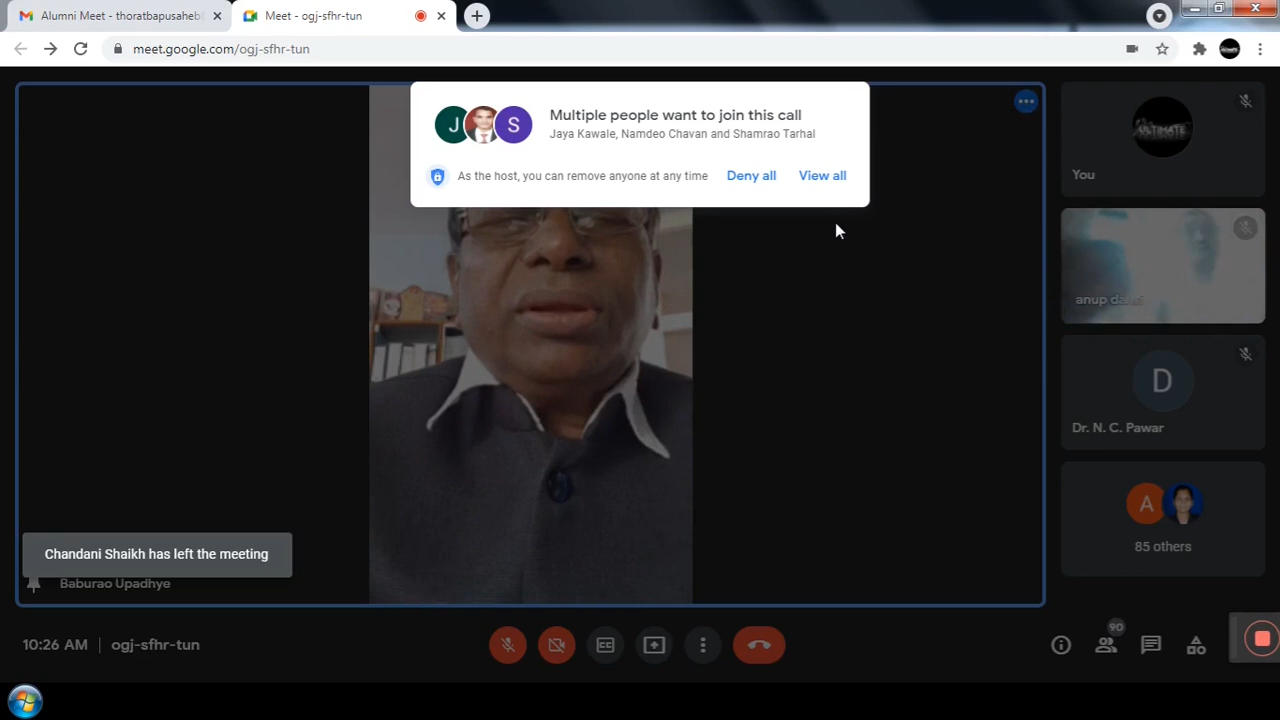 Alumni Meet - thoratbapusaheb
Meet - ogj-sfhr-tun
meet.google.com/ogj-sfhr-tun
J
S
Multiple people want to join this call
Jaya Kawale, Namdeo Chavan and Shamrao Tarhal
As the host, you can remove anyone at any time
Deny all
View all
ULTIMATE
You
anup
D
Dr. N. C. Pawar
A
85 others
Chandani Shaikh has left the meeting
Baburao Upadhye
10:26 AM | ogj-sfhr-tun
CC
90